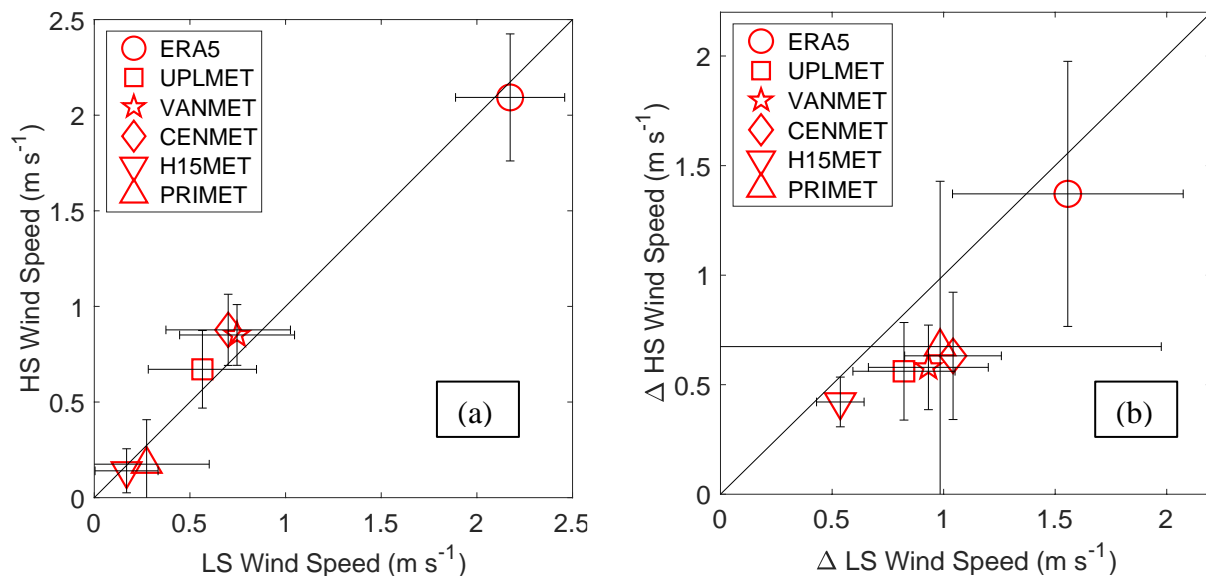 2.5
2
1.5
1
0.5
0
0
0.5
1
1.5
2
2.5
HS Wind Speed (m s⁻¹)
LS Wind Speed (m s⁻¹)
ERA5
UPLMET
VANMET
CENMET
H15MET
PRIMET
(a)
2
1.5
1
0.5
0
0
0.5
1
1.5
2
Δ HS Wind Speed (m s⁻¹)
Δ LS Wind Speed (m s⁻¹)
ERA5
UPLMET
VANMET
CENMET
H15MET
PRIMET
(b)